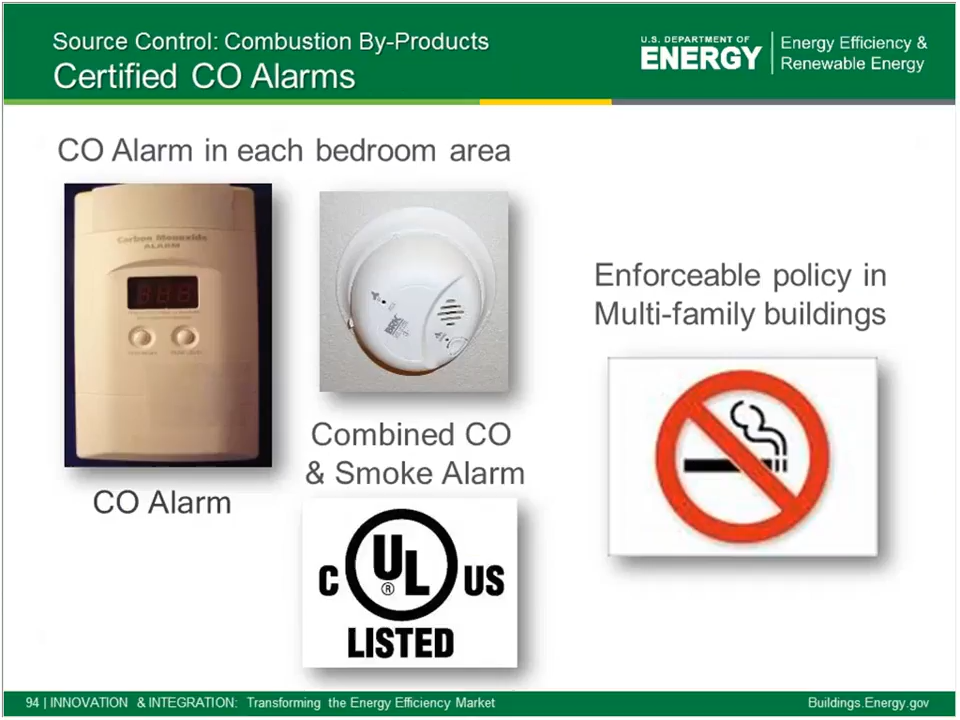 Source Control: Combustion By-Products
Certified CO Alarms
U.S. DEPARTMENT OF
ENERGY
Energy Efficiency &
Renewable Energy
CO Alarm in each bedroom area
Carbon Monoxide
ALARM
888
BRK
CO Alarm
Combined CO
& Smoke Alarm
C UL US
®
LISTED
Enforceable policy in
Multi-family buildings
94 | INNOVATION & INTEGRATION: Transforming the Energy Efficiency Market
Buildings.Energy.gov